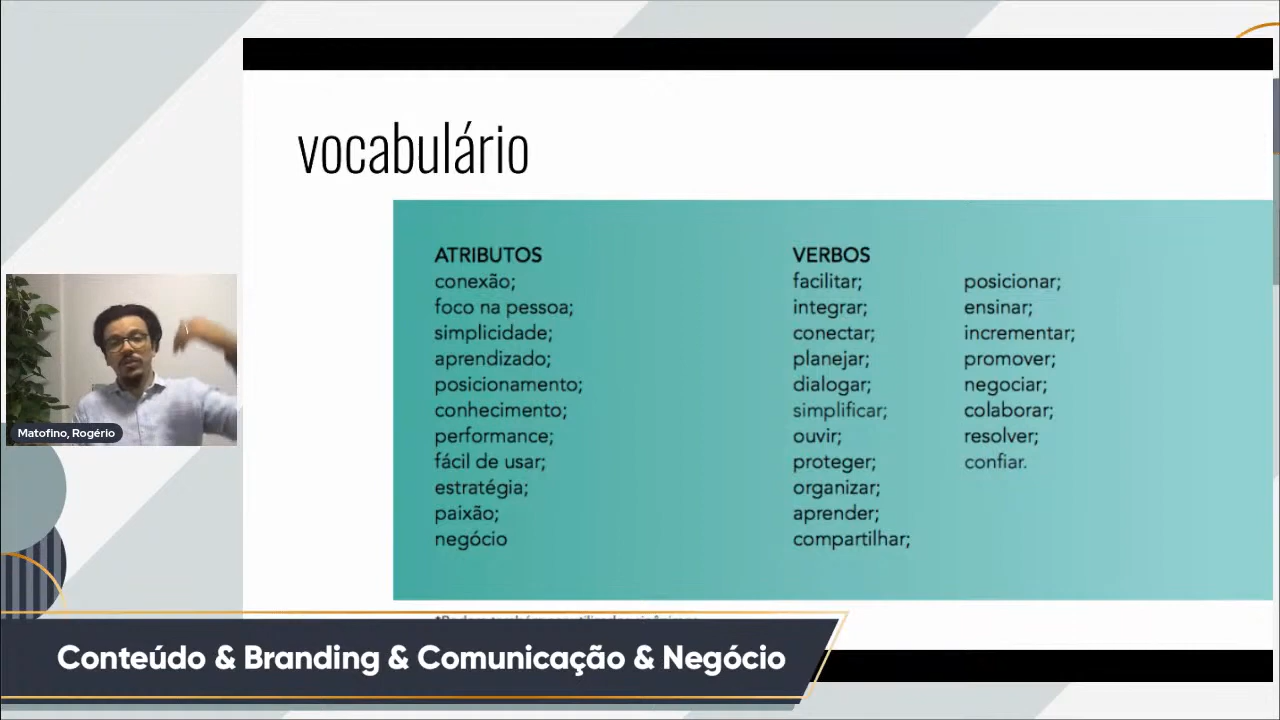 vocabulário
ATRIBUTOS
conexão;
foco na pessoa;
simplicidade;
aprendizado;
posicionamento;
conhecimento;
performance;
fácil de usar;
estratégia;
paixão;
negócio
VERBOS
facilitar;
integrar;
conectar;
planejar;
dialogar;
simplificar;
ouvir;
proteger;
organizar;
aprender;
compartilhar;
posicionar;
ensinar;
incrementar;
promover;
negociar;
colaborar;
resolver;
confiar.
Matofino, Rogério
Conteúdo & Branding & Comunicação & Negócio